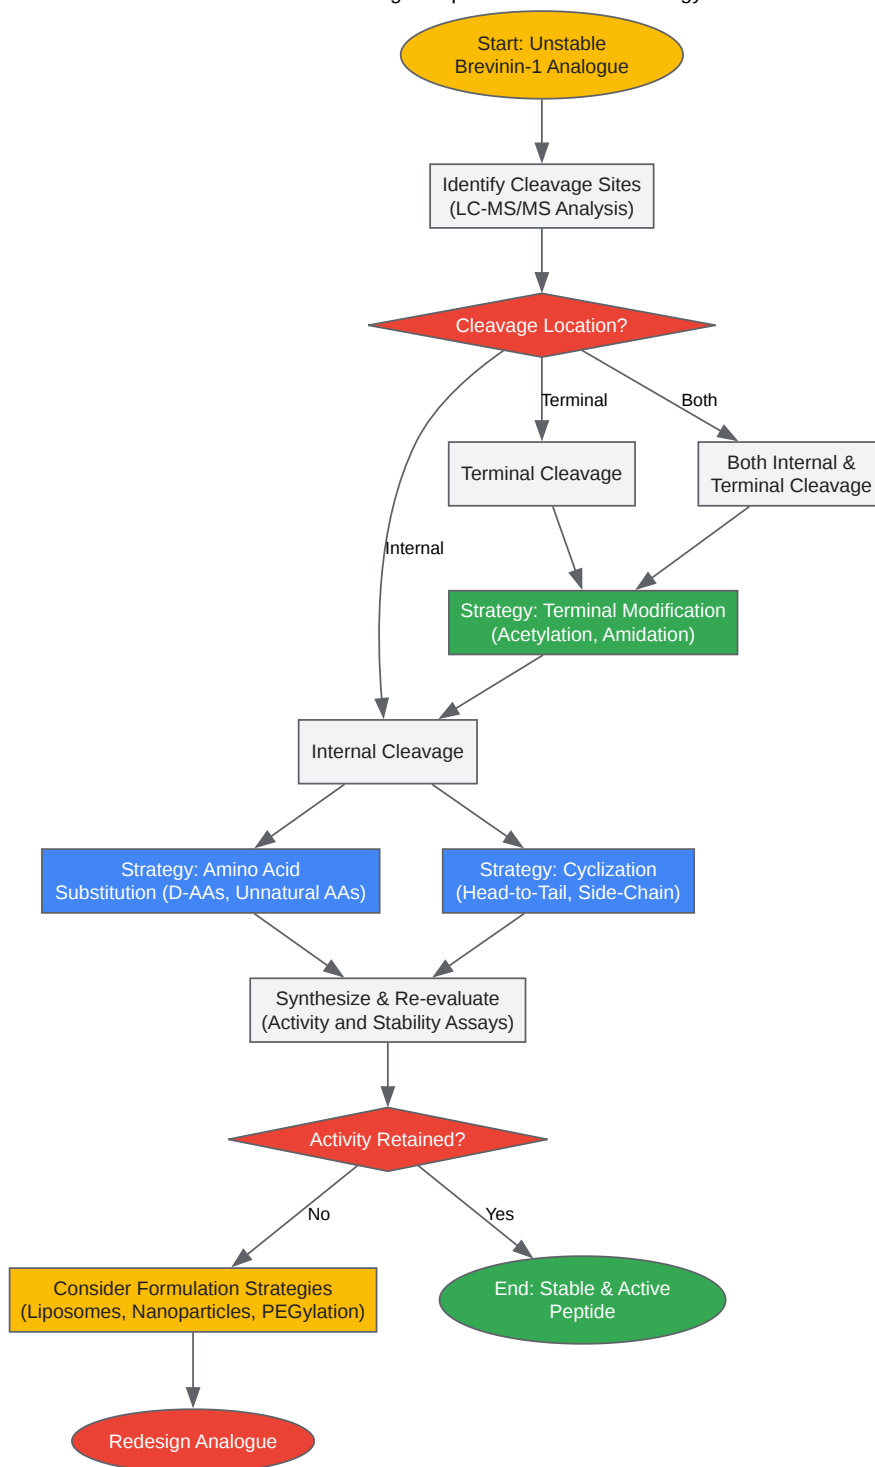 Start: Unstable
Brevinin-1 Analogue
Identify Cleavage Sites
(LC-MS/MS Analysis)
Cleavage Location?
Terminal
Both
Terminal Cleavage
Both Internal &
Terminal Cleavage
Internal
Strategy: Terminal Modification
(Acetylation, Amidation)
Internal Cleavage
Strategy: Amino Acid
Substitution (D-AAs, Unnatural AAs)
Strategy: Cyclization
(Head-to-Tail, Side-Chain)
Synthesize & Re-evaluate
(Activity and Stability Assays)
Activity Retained?
No
Yes
Consider Formulation Strategies
(Liposomes, Nanoparticles, PEGylation)
End: Stable & Active
Peptide
Redesign Analogue